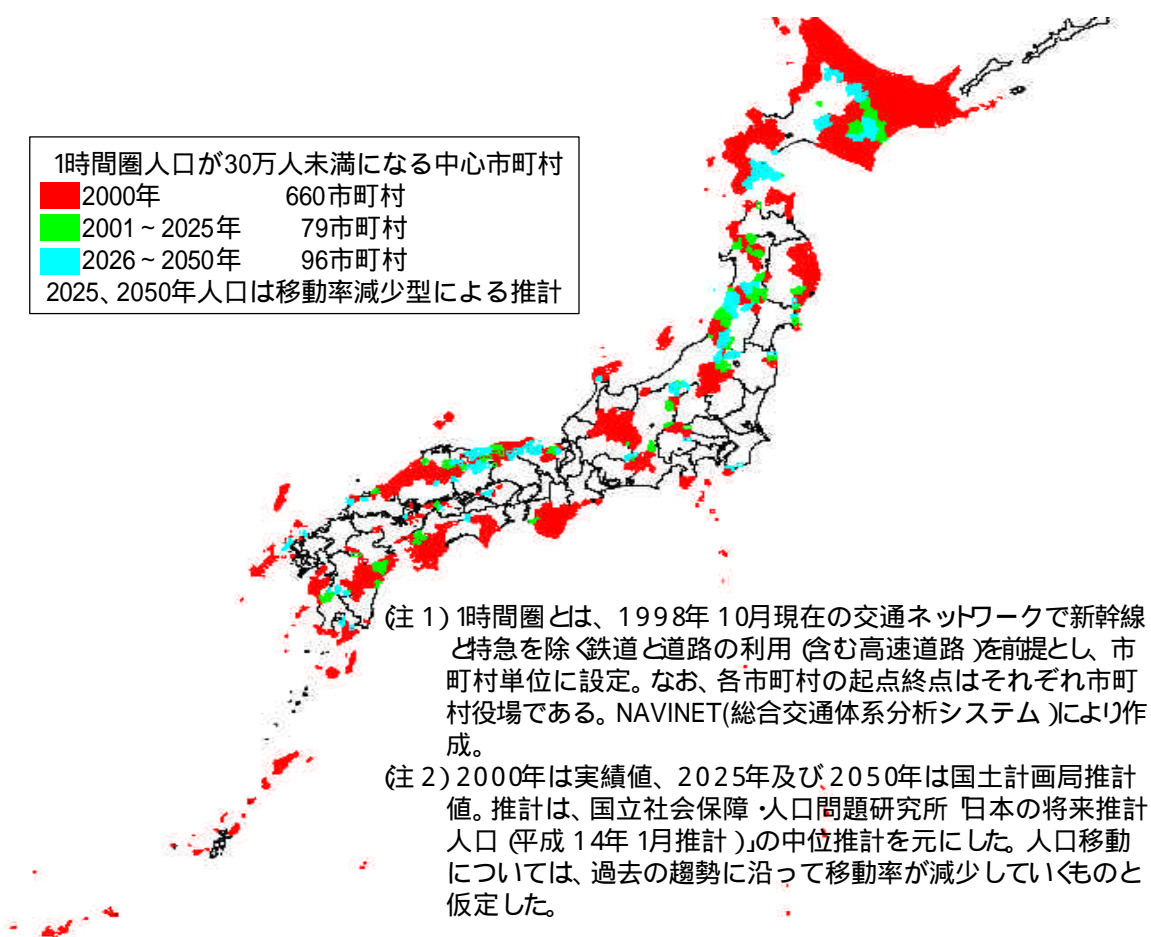 1時間圏人口が30万人未満になる中心市町村
2000年 660市町村
2001~2025年 79市町村
2026~2050年 96市町村
2025、2050年人口は移動率減少型による推計
(注1)1時間圏とは、1998年10月現在の交通ネットワークで新幹線
と特急を除く鉄道と道路の利用(含む高速道路)を前提とし、市
町村単位に設定。なお、各市町村の起点終点はそれぞれ市町
村役場である。NAVINET(総合交通体系分析システム)により作
成。
(注2)2000年は実績値、2025年及び2050年は国土計画局推計
値。推計は、国立社会保障・人口問題研究所「日本の将来推計
人口(平成14年1月推計)」の中位推計を元にした。人口移動
については、過去の趨勢に沿って移動率が減少していくものと
仮定した。